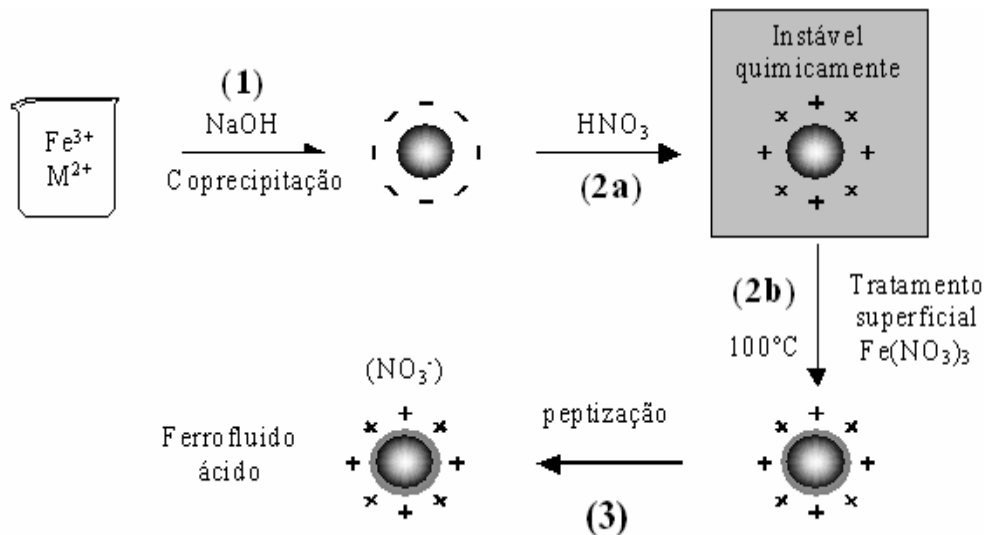 Fe³⁺
M²⁺
(1)
NaOH
Coprecipitação
HNO₃
(2a)
Instável
quimicamente
(2b)
100°C
Tratamento
superficial
Fe(NO₃)₃
peptização
(3)
(NO₃⁻)
Ferrofluido
ácido